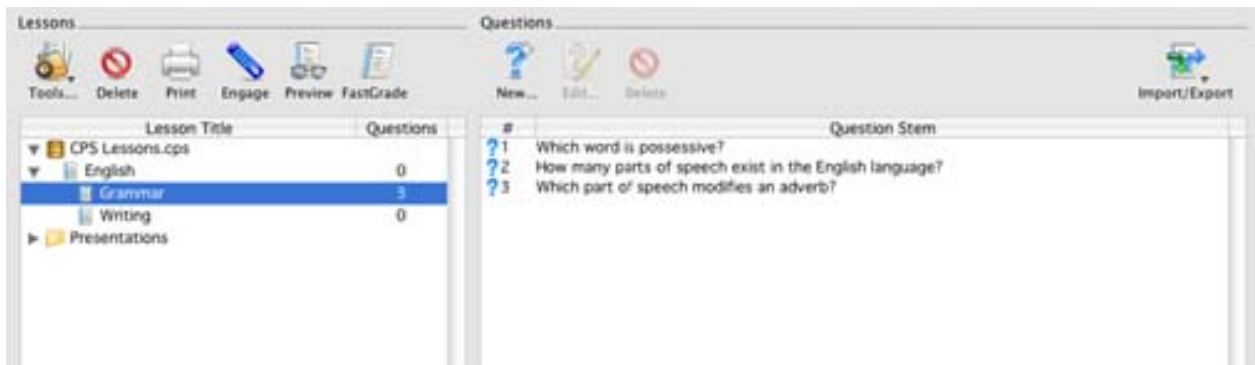 Lessons
Questions
Tools... Delete Print Engage Preview FastGrade
New... Edit... Delete Import/Export
Lesson Title Questions
CPS Lessons.cps
English 0
Grammar 3
Writing 0
Presentations
# Question Stem
?1 Which word is possessive?
?2 How many parts of speech exist in the English language?
?3 Which part of speech modifies an adverb?